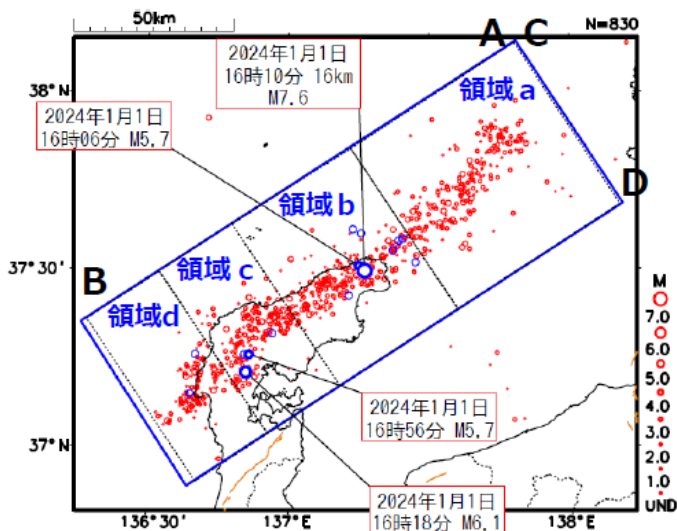 50km
N=830
A C
2024年1月1日
16時10分 16km
M7.6
38°N
領域a
2024年1月1日
16時06分 M5.7
D
領域b
37°30'N
B
領域c
領域d
M
7.0
6.0
5.0
4.0
3.0
2.0
1.0
UND
2024年1月1日
16時56分 M5.7
37°N
2024年1月1日
16時18分 M6.1
136°30'E
137°E
138°E